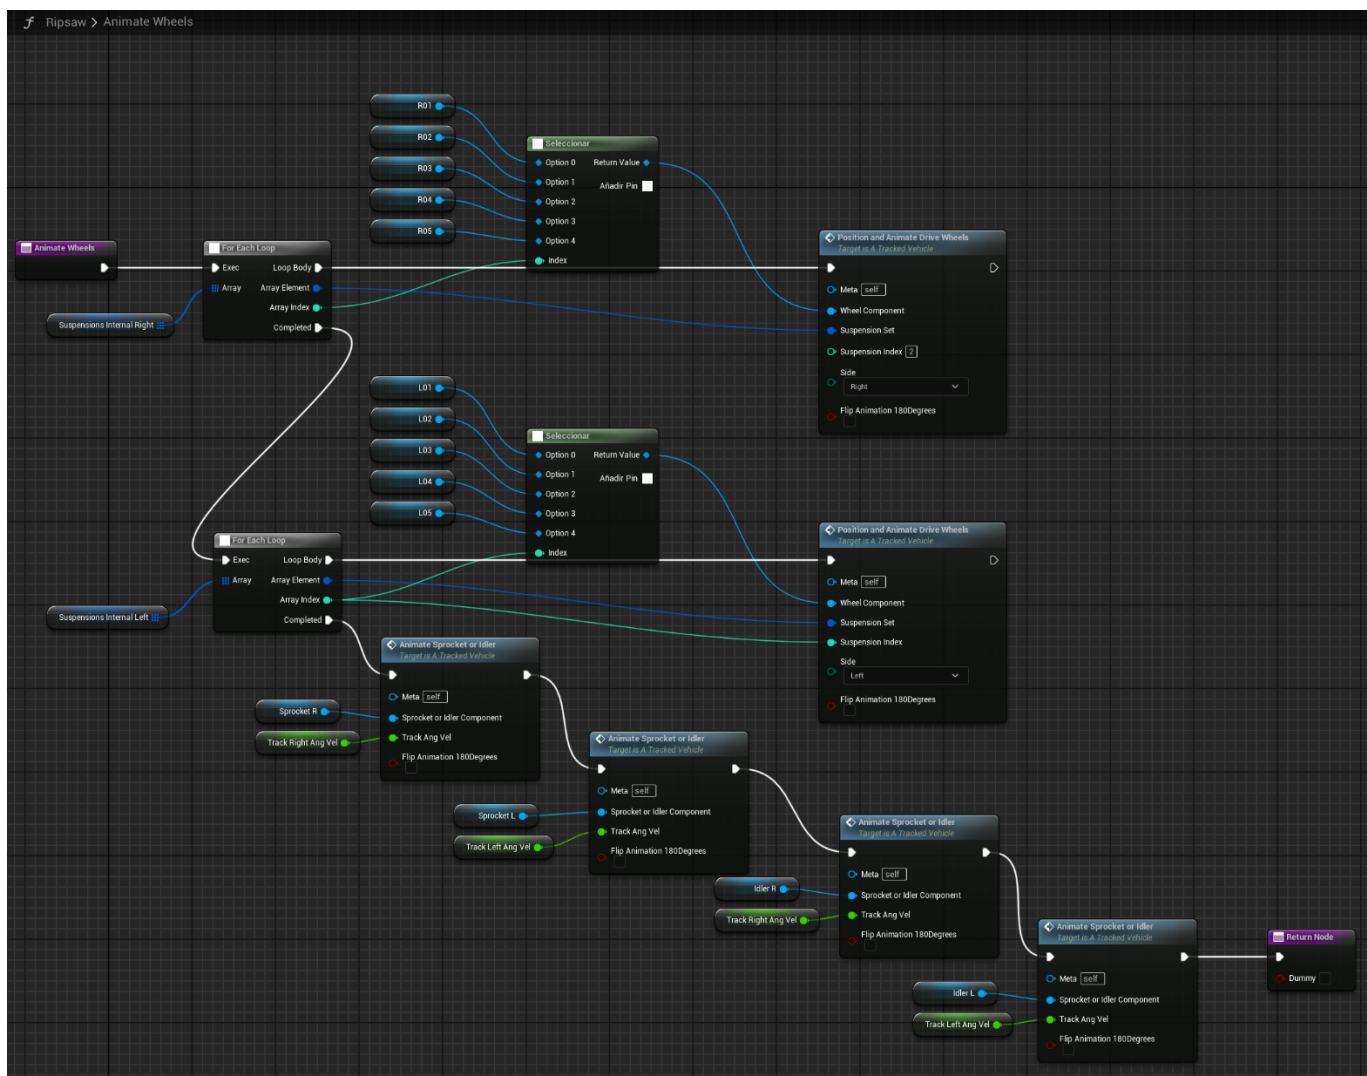 Ripsaw > Animate Wheels
R01
R02
R03
R04
R05
Seleccionar
Option 0
Return Value
Option 1
Añadir Pin
Option 2
Option 3
Option 4
Index
Animate Wheels
For Each Loop
Exec
Loop Body
Array
Array Element
Array Index
Completed
Suspensions Internal Right
Position and Animate Drive Wheels
Target is A Tracked Vehicle
Meta self
Wheel Component
Suspension Set
Suspension Index 2
Side
Right
Flip Animation 180Degrees
L01
L02
L03
L04
L05
Seleccionar
Option 0
Return Value
Option 1
Añadir Pin
Option 2
Option 3
Option 4
Index
For Each Loop
Exec
Loop Body
Array
Array Element
Array Index
Completed
Suspensions Internal Left
Position and Animate Drive Wheels
Target is A Tracked Vehicle
Meta self
Wheel Component
Suspension Set
Suspension Index
Side
Left
Flip Animation 180Degrees
Animate Sprocket or Idler
Target is A Tracked Vehicle
Meta self
Sprocket R
Sprocket or Idler Component
Track Right Ang Vel
Track Ang Vel
Flip Animation 180Degrees
Animate Sprocket or Idler
Target is A Tracked Vehicle
Meta self
Sprocket L
Sprocket or Idler Component
Track Left Ang Vel
Track Ang Vel
Flip Animation 180Degrees
Animate Sprocket or Idler
Target is A Tracked Vehicle
Meta self
Idler R
Sprocket or Idler Component
Track Right Ang Vel
Track Ang Vel
Flip Animation 180Degrees
Animate Sprocket or Idler
Target is A Tracked Vehicle
Meta self
Idler L
Sprocket or Idler Component
Track Left Ang Vel
Track Ang Vel
Flip Animation 180Degrees
Return Node
Dummy